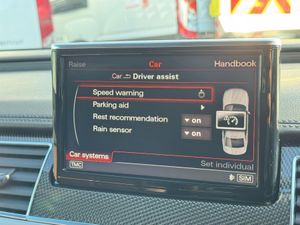 Raise Car Handbook
Car Driver assist
Speed warning
Parking aid
Rest recommendation on
Rain sensor on
Car systems
Set individual
TMC SIM